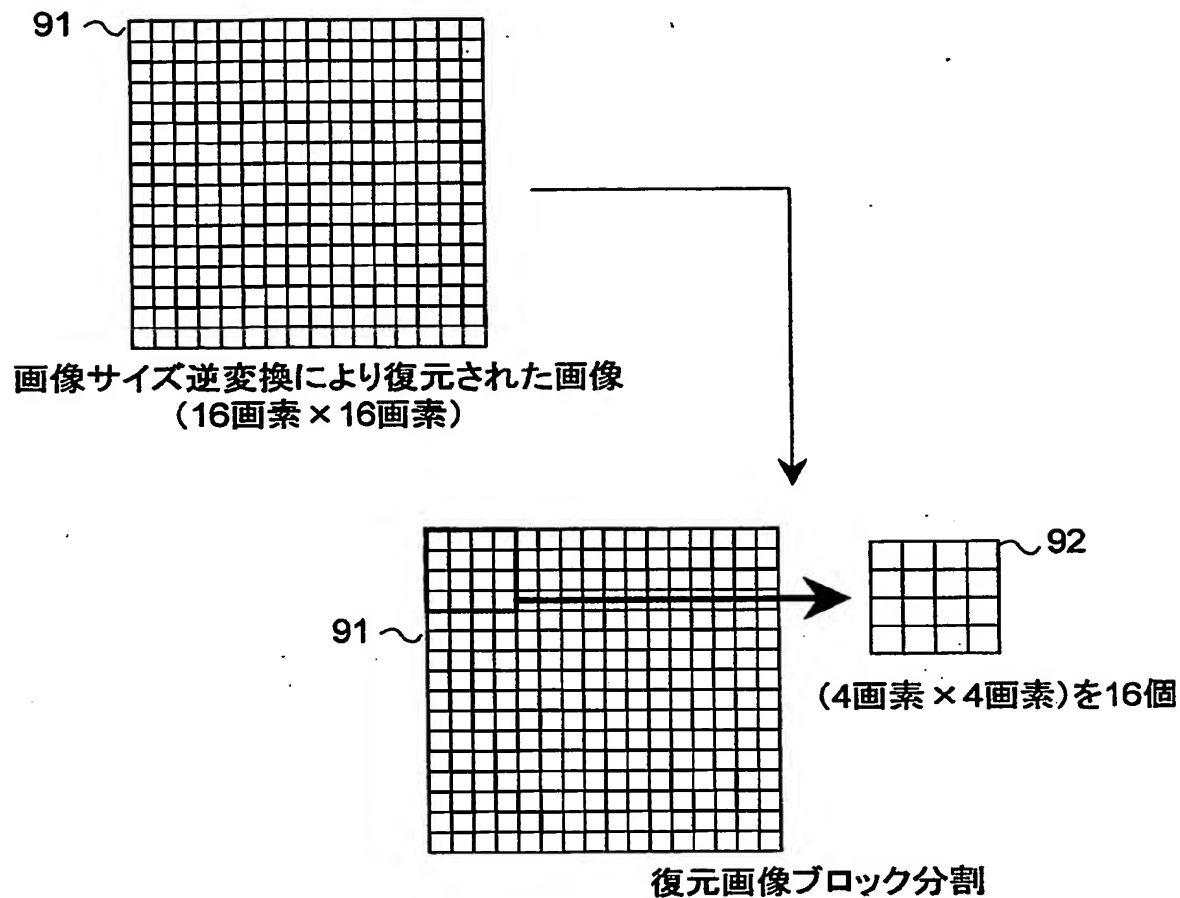 91
画像サイズ逆変換により復元された画像
(16画素×16画素)
92
91
(4画素×4画素)を16個
復元画像ブロック分割